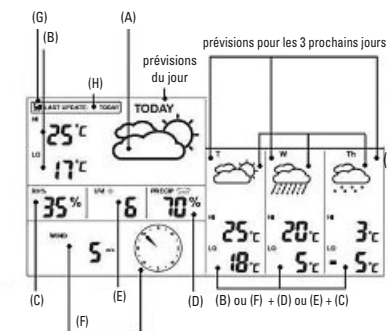 (G)
(B)
(A)
(H)
prévisions
du jour
prévisions pour les 3 prochains jours
LAST UPDATE: TODAY
TODAY
HI
25°C
LO
17°C
T
W
Th
RH%
35%
UVI
6
PRECIP
70%
HI
25°C
20°C
3°C
LO
18°C
5°C
-5°C
WIND
5
(C)
(E)
(D)
(B) ou (F) + (D) ou (E) + (C)
(F)